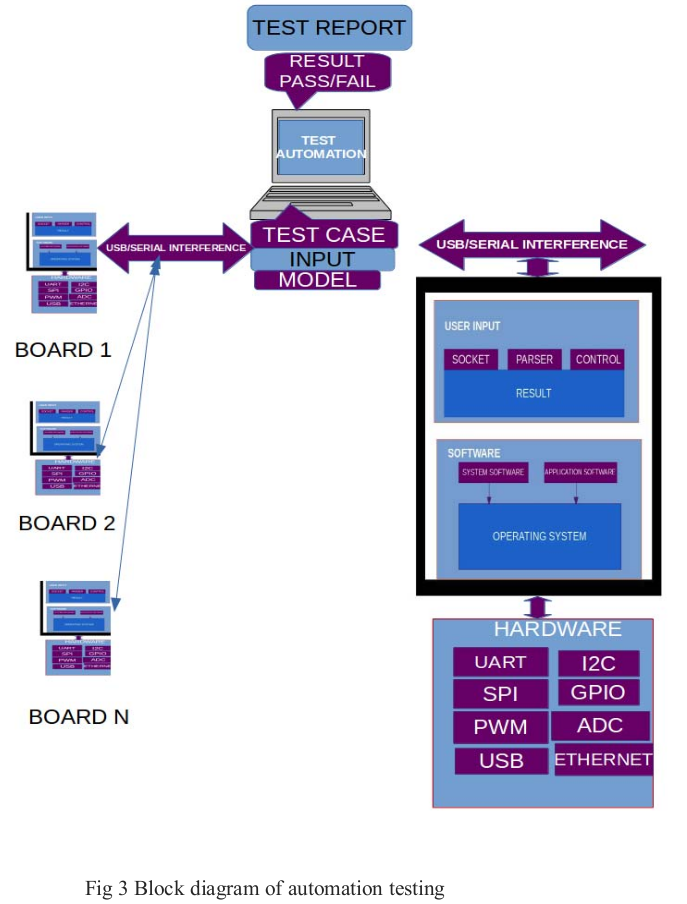 TEST REPORT
RESULT
PASS/FAIL
TEST
AUTOMATION
USB/SERIAL INTERFERENCE
TEST CASE
INPUT
MODEL
USB/SERIAL INTERFERENCE
HARDWARE
UART I2C
SPI GPIO
PWM ADC
USB ETHERNET
BOARD 1
HARDWARE
UART I2C
SPI GPIO
PWM ADC
USB ETHERNET
BOARD 2
HARDWARE
UART I2C
SPI GPIO
PWM ADC
USB ETHERNET
BOARD N
USER INPUT
SOCKET PARSER CONTROL
RESULT
SOFTWARE
SYSTEM SOFTWARE APPLICATION SOFTWARE
OPERATING SYSTEM
HARDWARE
UART I2C
SPI GPIO
PWM ADC
USB ETHERNET
Fig 3 Block diagram of automation testing